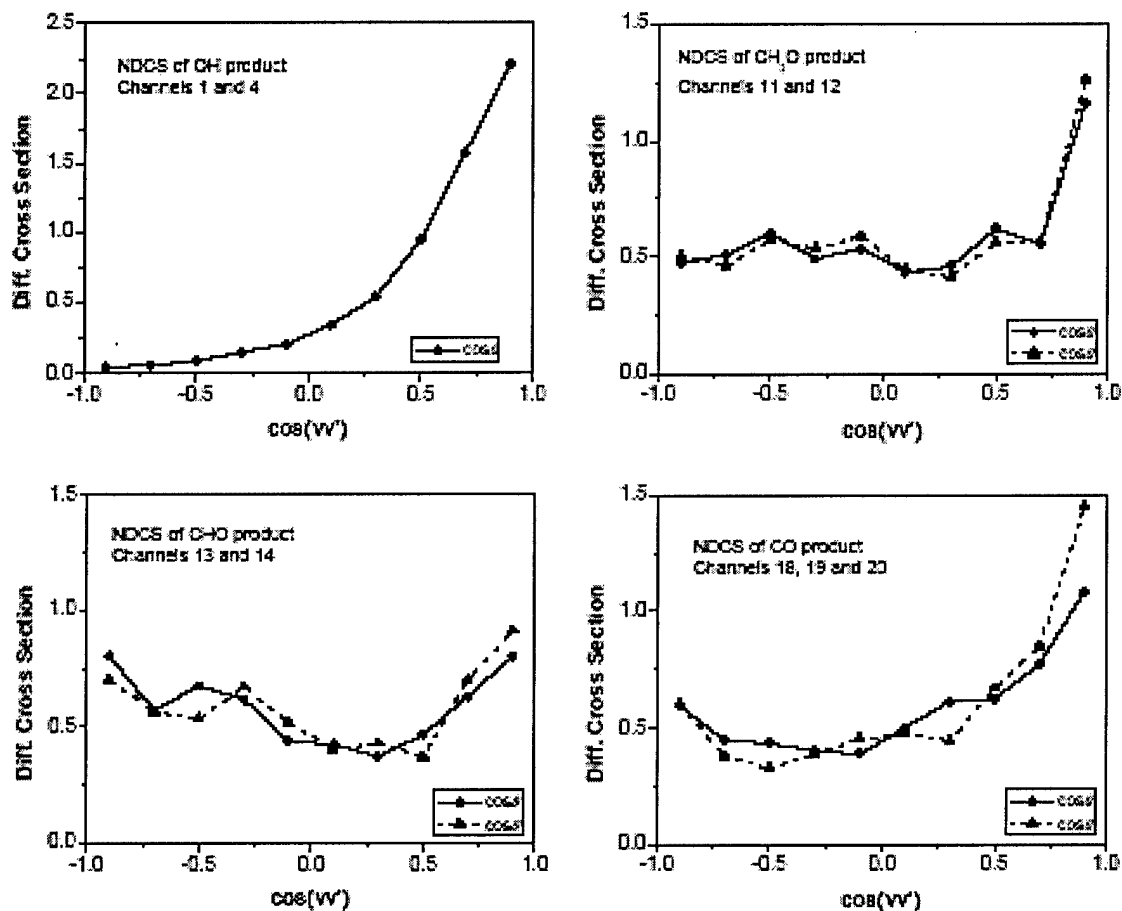 2.5
2.0
1.5
1.0
0.5
0.0
NDCS of OH product
Channels 1 and 4
Diff. Cross Section
-1.0 -0.5 0.0 0.5 1.0
cos(vv')
1.5
1.0
0.5
0.0
NDCS of CH3O product
Channels 11 and 12
Diff. Cross Section
-1.0 -0.5 0.0 0.5 1.0
cos(vv')
1.5
1.0
0.5
0.0
NDCS of CHO product
Channels 13 and 14
Diff. Cross Section
-1.0 -0.5 0.0 0.5 1.0
cos(vv')
1.5
1.0
0.5
0.0
NDCS of CO product
Channels 18, 19 and 20
Diff. Cross Section
-1.0 -0.5 0.0 0.5 1.0
cos(vv')